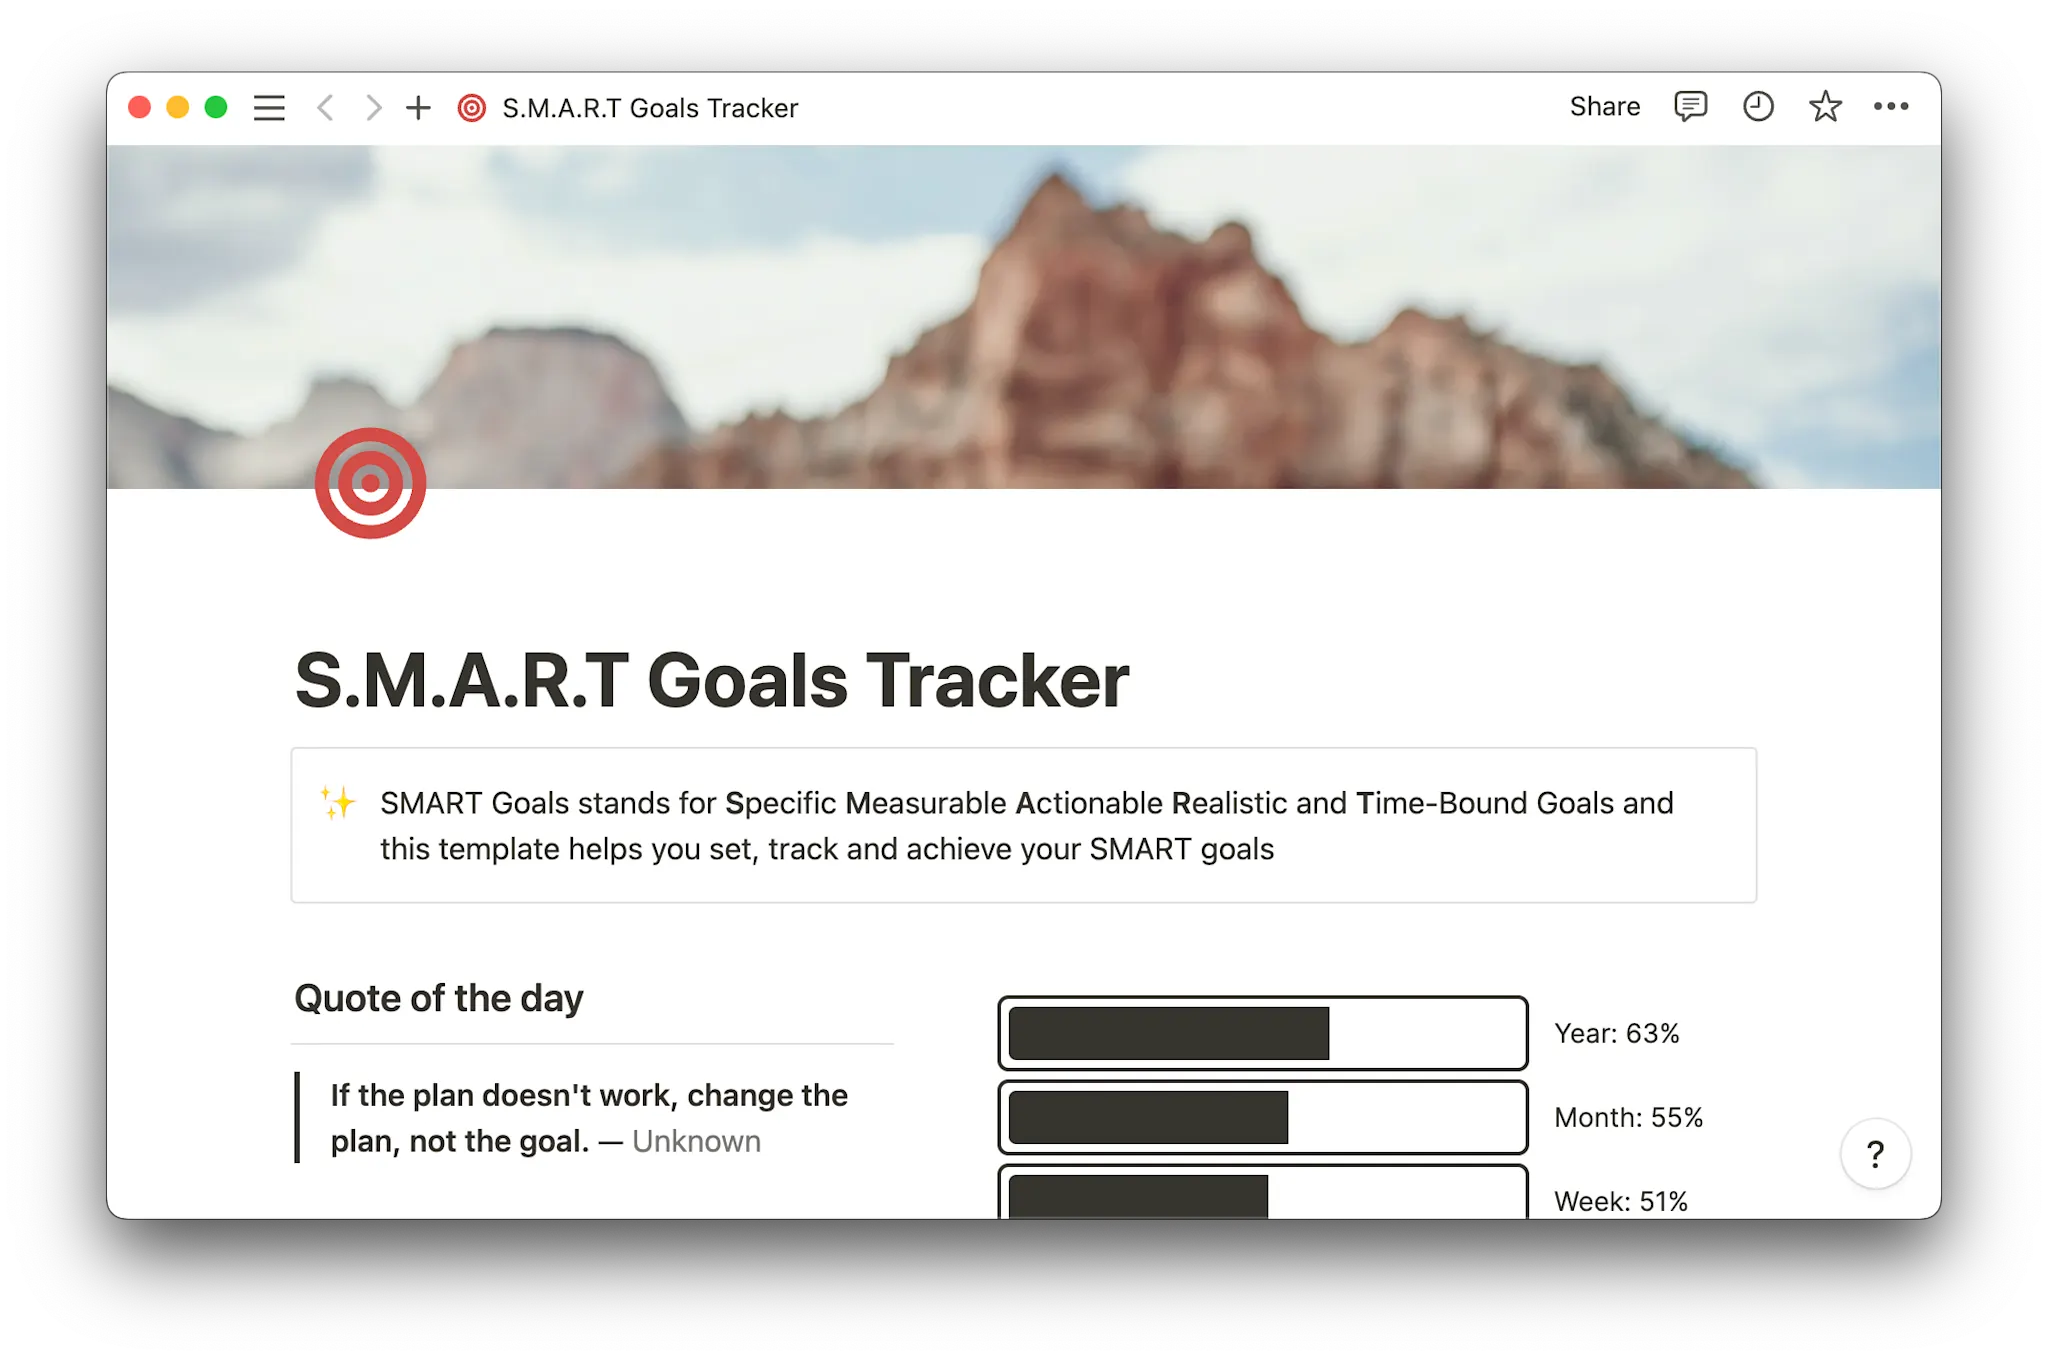 S.M.A.R.T Goals Tracker
Share
S.M.A.R.T Goals Tracker
SMART Goals stands for Specific Measurable Actionable Realistic and Time-Bound Goals and
this template helps you set, track and achieve your SMART goals
Quote of the day
If the plan doesn't work, change the
plan, not the goal. — Unknown
Year: 63%
Month: 55%
Week: 51%
?